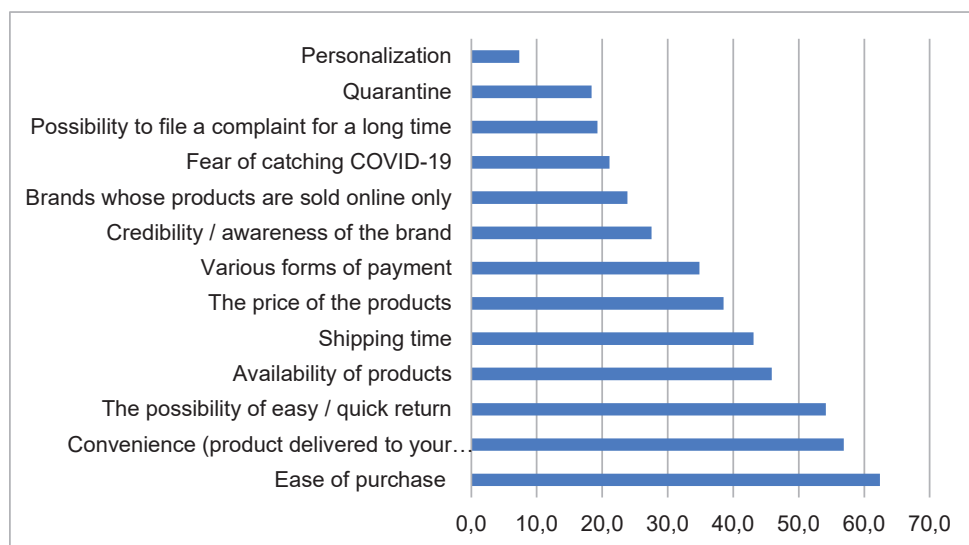 Personalization
Quarantine
Possibility to file a complaint for a long time
Fear of catching COVID-19
Brands whose products are sold online only
Credibility / awareness of the brand
Various forms of payment
The price of the products
Shipping time
Availability of products
The possibility of easy / quick return
Convenience (product delivered to your…
Ease of purchase
0,0 10,0 20,0 30,0 40,0 50,0 60,0 70,0